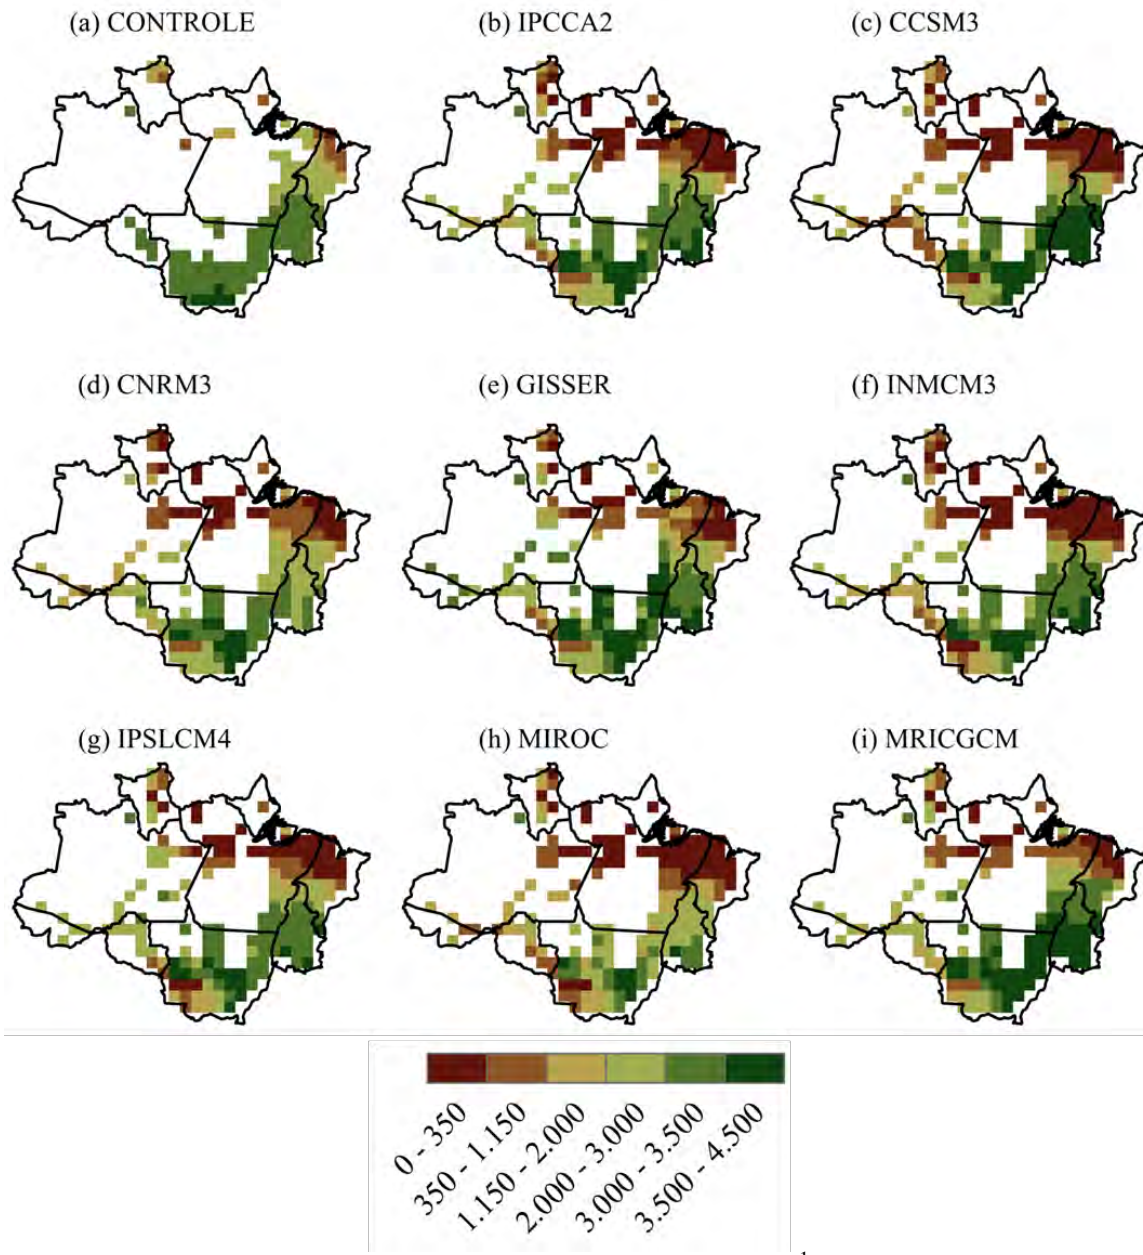 (a) CONTROLE
(b) IPCCA2
(c) CCSM3
(d) CNRM3
(e) GISSER
(f) INMCM3
(g) IPSLCM4
(h) MIROC
(i) MRICGCM
0 - 350
350 - 1.150
1.150 - 2.000
2.000 - 3.000
3.000 - 3.500
3.500 - 4.500